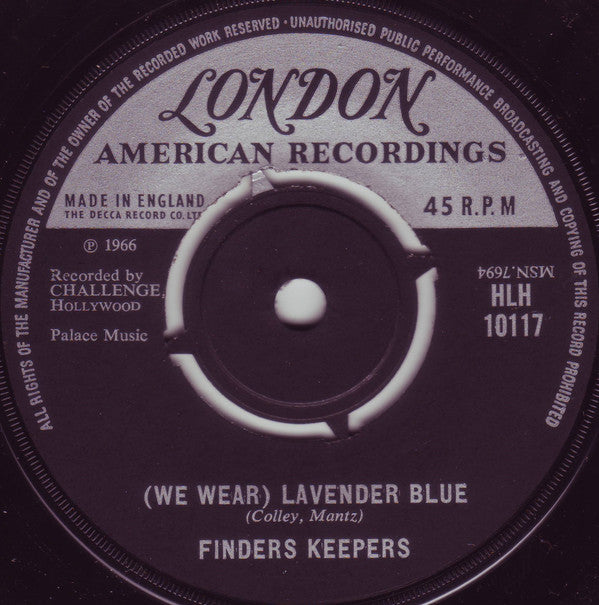 ALL RIGHTS OF THE MANUFACTURER AND OF THE OWNER OF THE RECORDED WORK RESERVED · UNAUTHORISED PUBLIC PERFORMANCE BROADCASTING AND COPYING OF THIS RECORD PROHIBITED
LONDON
AMERICAN RECORDINGS
MADE IN ENGLAND
THE DECCA RECORD CO. LTD
45 R.P.M
℗ 1966
Recorded by
CHALLENGE,
HOLLYWOOD
Palace Music
MSN.7694
HLH
10117
(WE WEAR) LAVENDER BLUE
(Colley, Mantz)
FINDERS KEEPERS